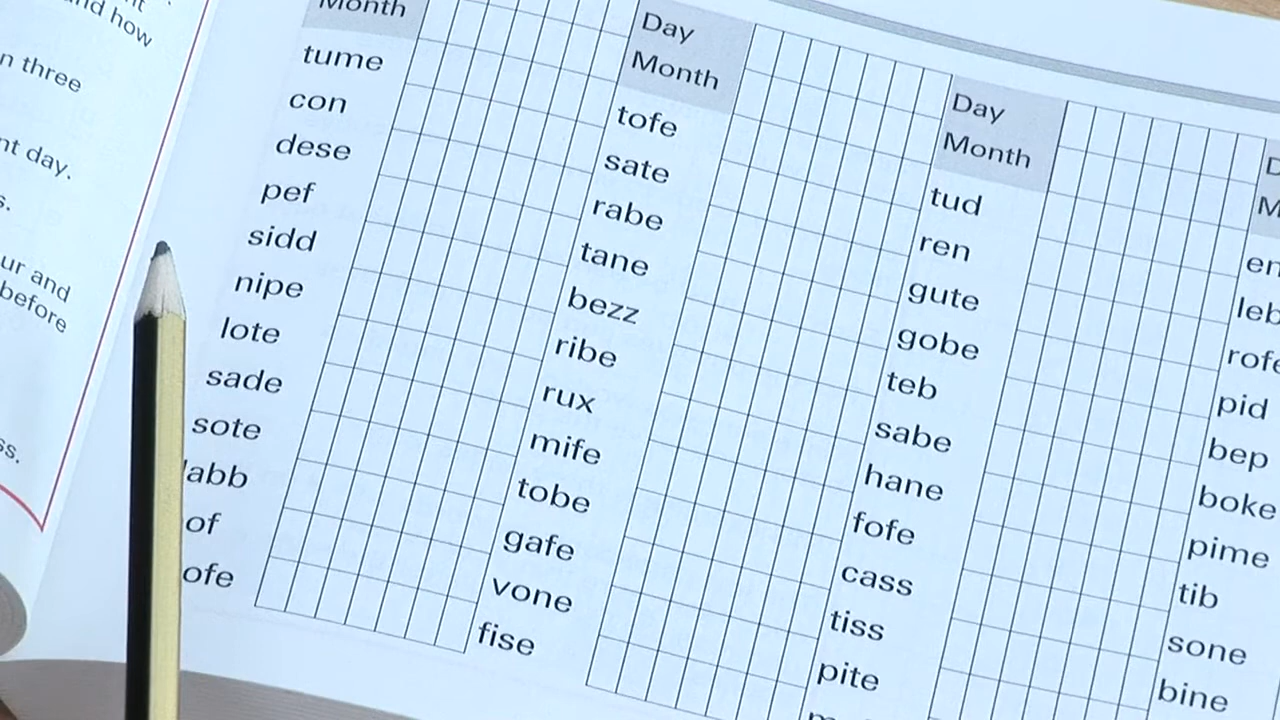 nd how
n three
nt day.
s.
ur and
before
ss.
Month
tume
con
dese
pef
sidd
nipe
lote
sade
sote
abb
of
ofe
Day
Month
tofe
sate
rabe
tane
bezz
ribe
rux
mife
tobe
gafe
vone
fise
Day
Month
tud
ren
gute
gobe
teb
sabe
hane
fofe
cass
tiss
pite
D
M
en
leb
rofe
pid
bep
boke
pime
tib
sone
bine